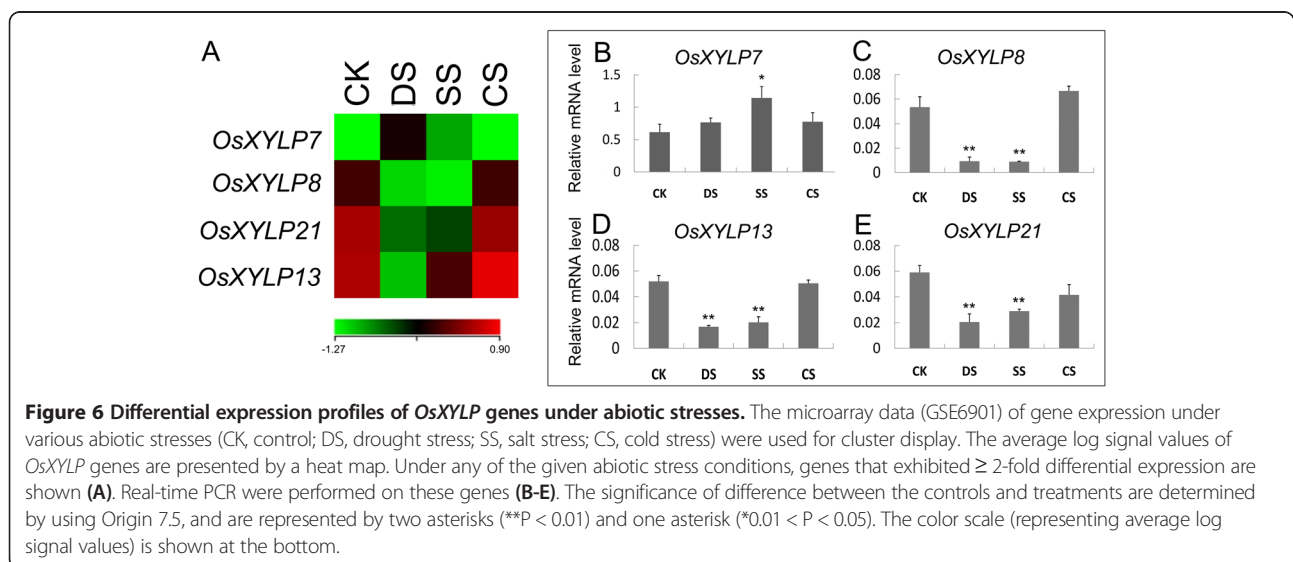 A
CK DS SS CS
OsXYLP7
OsXYLP8
OsXYLP21
OsXYLP13
-1.27 0.90
B OsXYLP7
Relative mRNA level
1.5
1
0.5
0
*
CK DS SS CS
C OsXYLP8
0.08
0.06
0.04
0.02
0
** **
CK DS SS CS
D OsXYLP13
Relative mRNA level
0.08
0.06
0.04
0.02
0
** **
CK DS SS CS
E OsXYLP21
0.08
0.06
0.04
0.02
0
** **
CK DS SS CS
Figure 6 Differential expression profiles of OsXYLP genes under abiotic stresses. The microarray data (GSE6901) of gene expression under
various abiotic stresses (CK, control; DS, drought stress; SS, salt stress; CS, cold stress) were used for cluster display. The average log signal values of
OsXYLP genes are presented by a heat map. Under any of the given abiotic stress conditions, genes that exhibited ≥ 2-fold differential expression are
shown (A). Real-time PCR were performed on these genes (B-E). The significance of difference between the controls and treatments are determined
by using Origin 7.5, and are represented by two asterisks (**P < 0.01) and one asterisk (*0.01 < P < 0.05). The color scale (representing average log
signal values) is shown at the bottom.